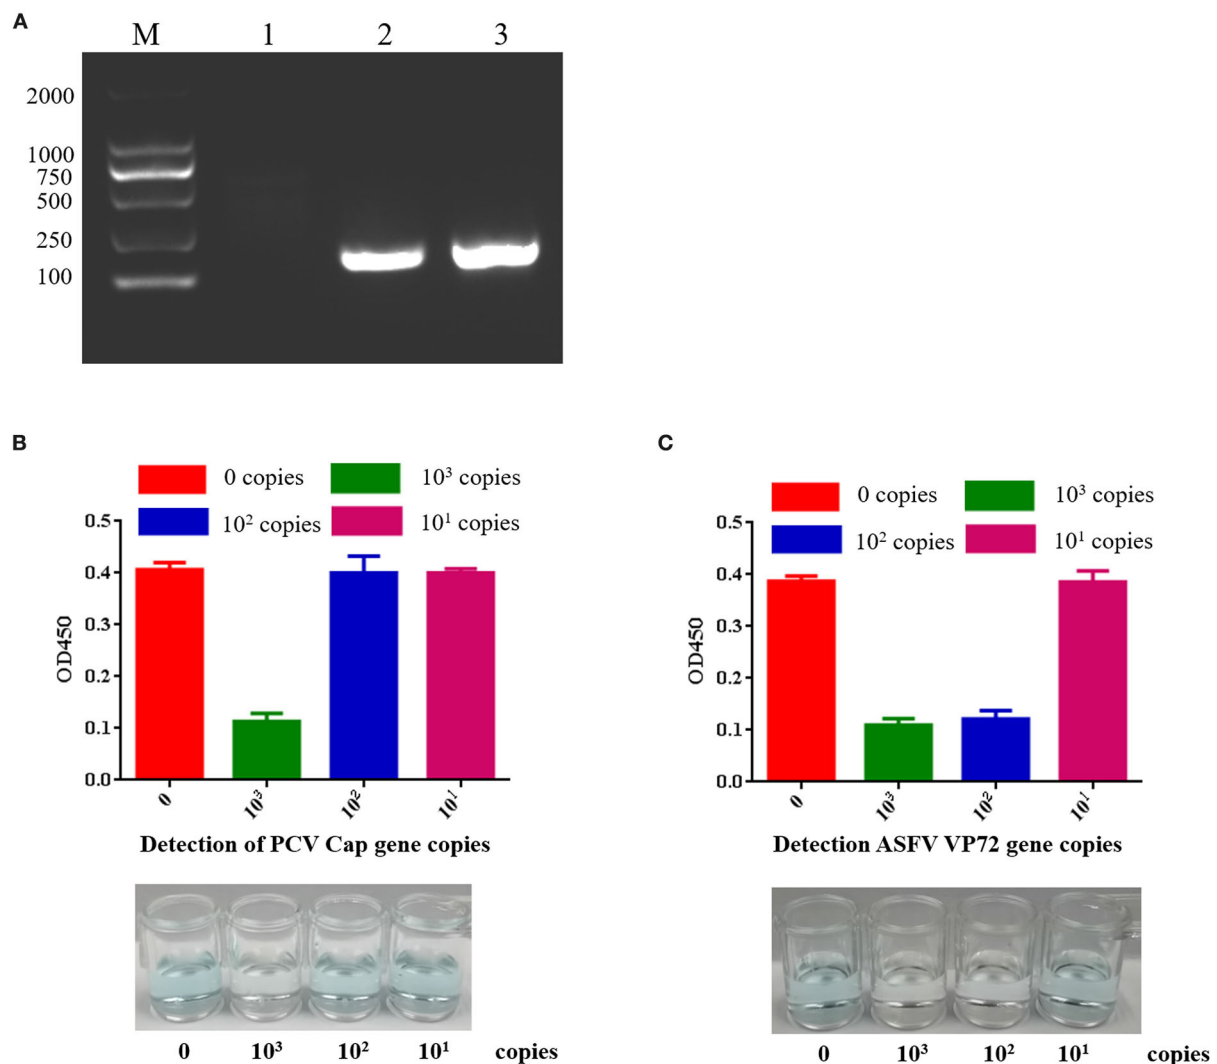 A
M 1 2 3
2000
1000
750
500
250
100
B
0 copies 10³ copies
10² copies 10¹ copies
0.5
0.4
0.3
0.2
0.1
0.0
OD450
0 10³ 10² 10¹
Detection of PCV Cap gene copies
0 10³ 10² 10¹ copies
C
0 copies 10³ copies
10² copies 10¹ copies
0.5
0.4
0.3
0.2
0.1
0.0
OD450
0 10³ 10² 10¹
Detection ASFV VP72 gene copies
0 10³ 10² 10¹ copies